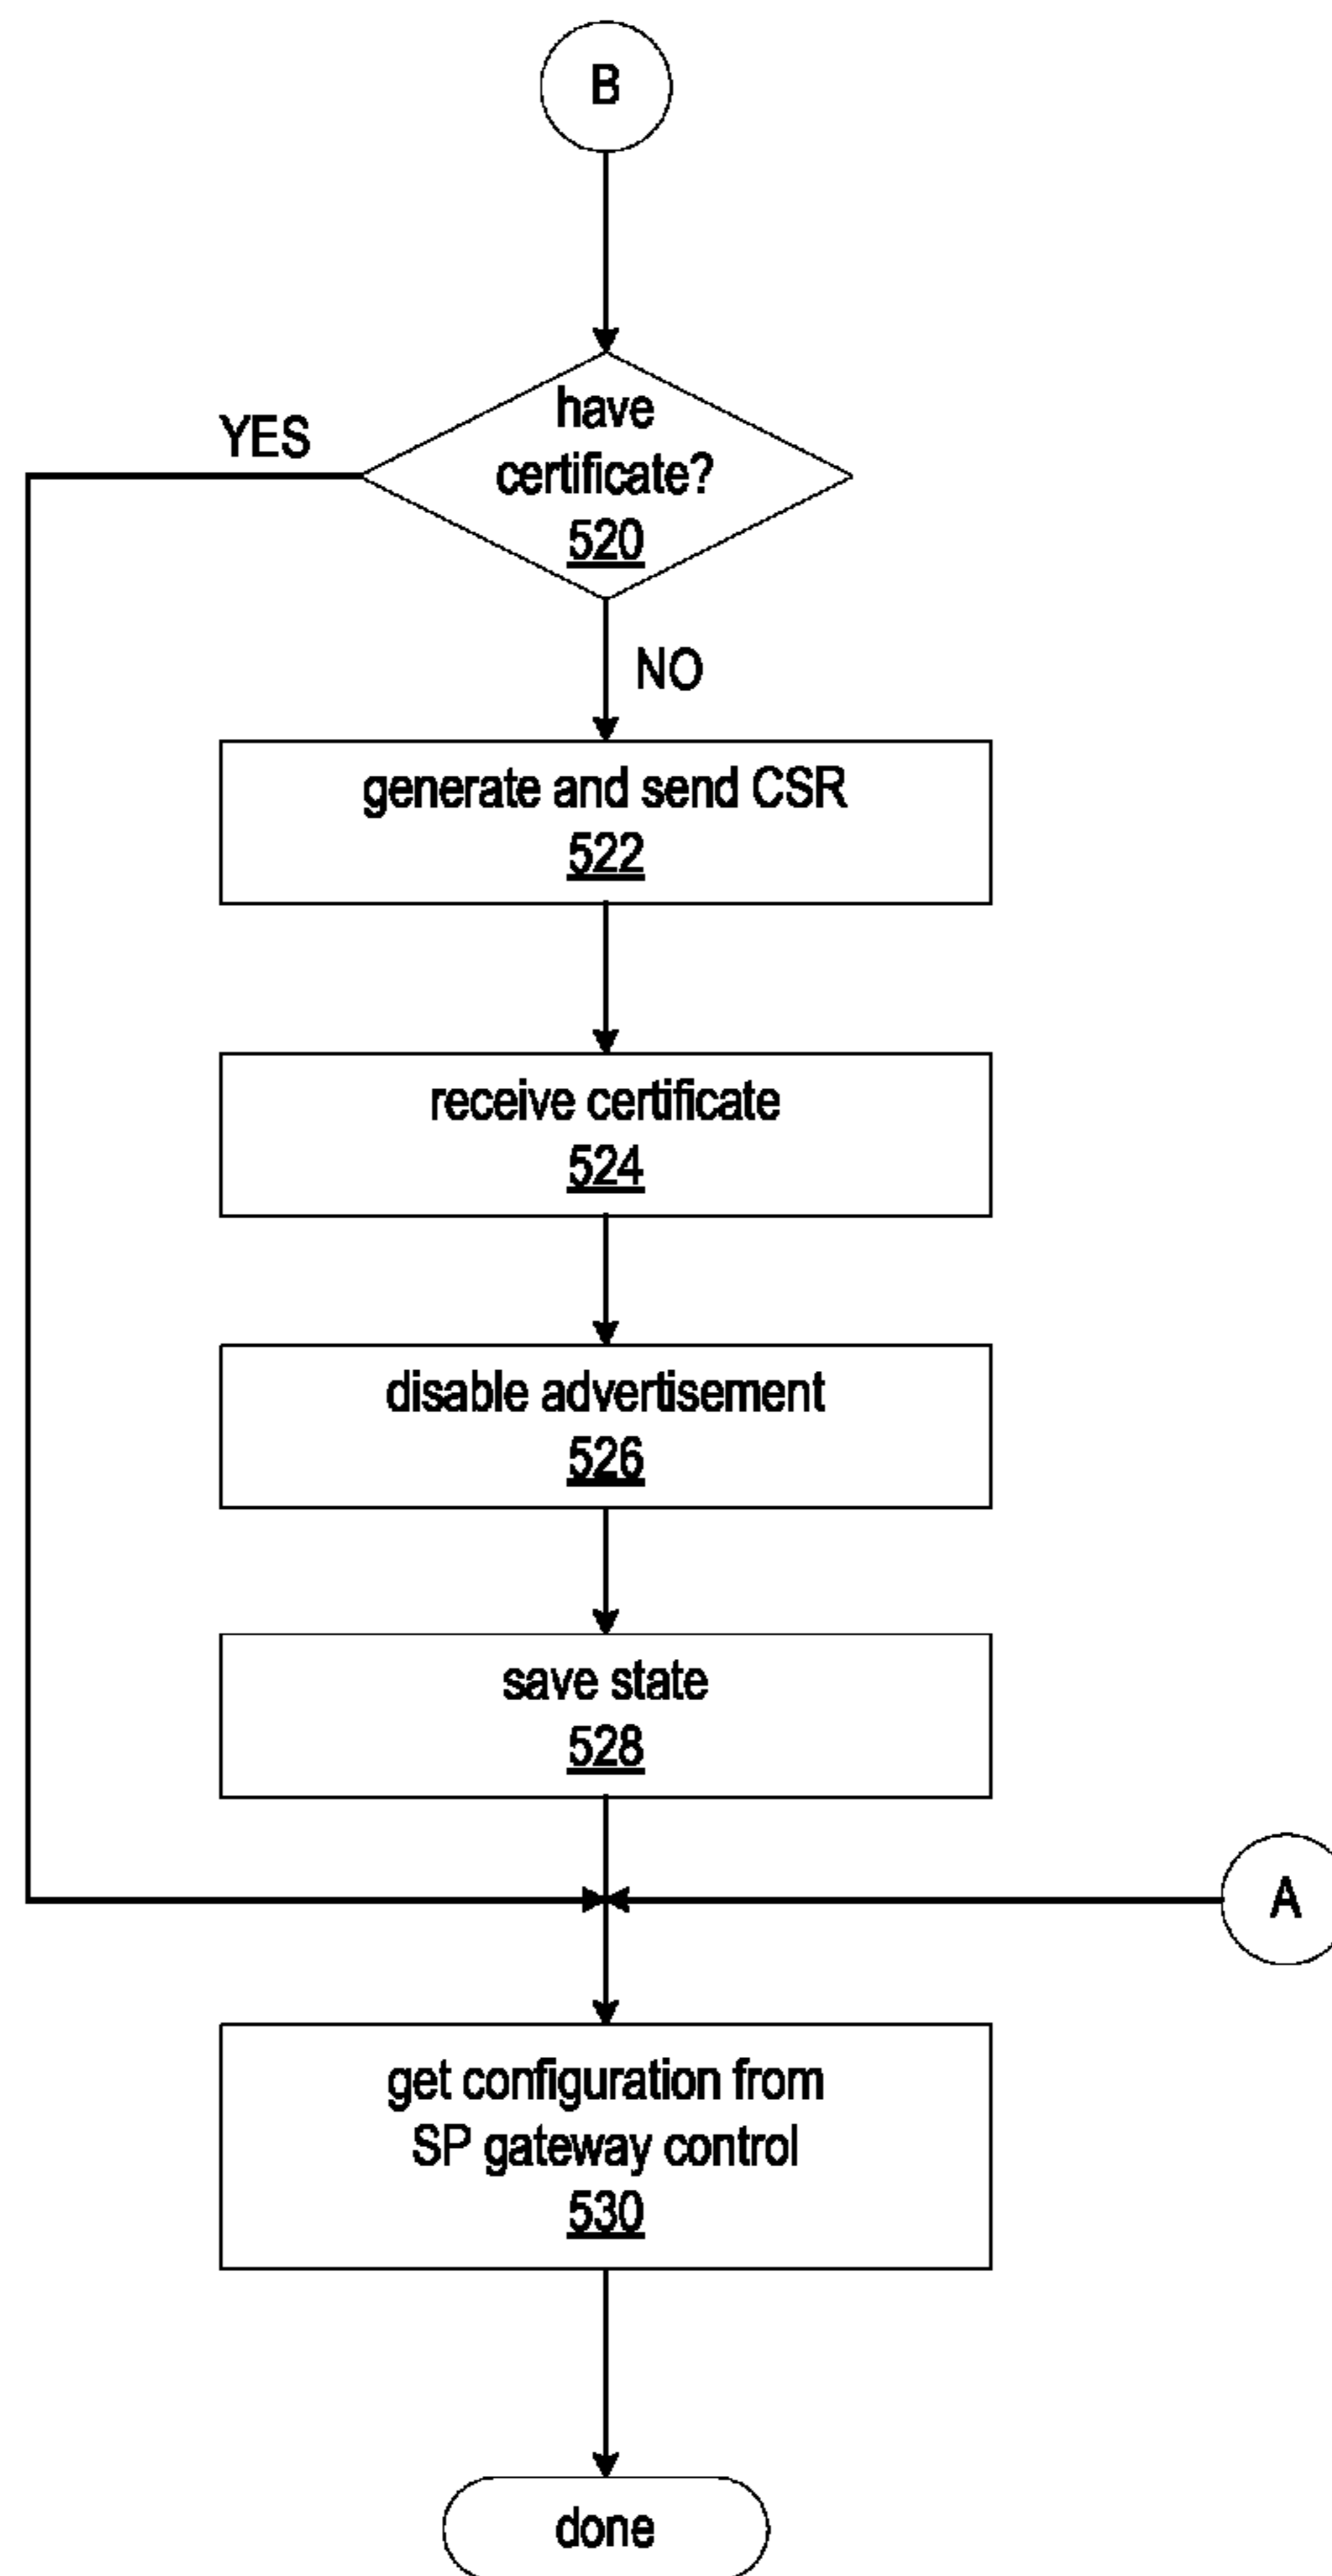 B
have
certificate?
520
YES
NO
generate and send CSR
522
receive certificate
524
disable advertisement
526
save state
528
A
get configuration from
SP gateway control
530
done